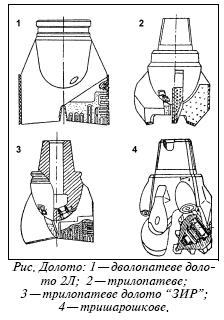 1
2
3
4
Рис. Долото: 1 — дволопатеве доло-
то 2Л; 2 — трилопатеве;
3 — трилопатеве долото “ЗИР”;
4 — тришарошкове.